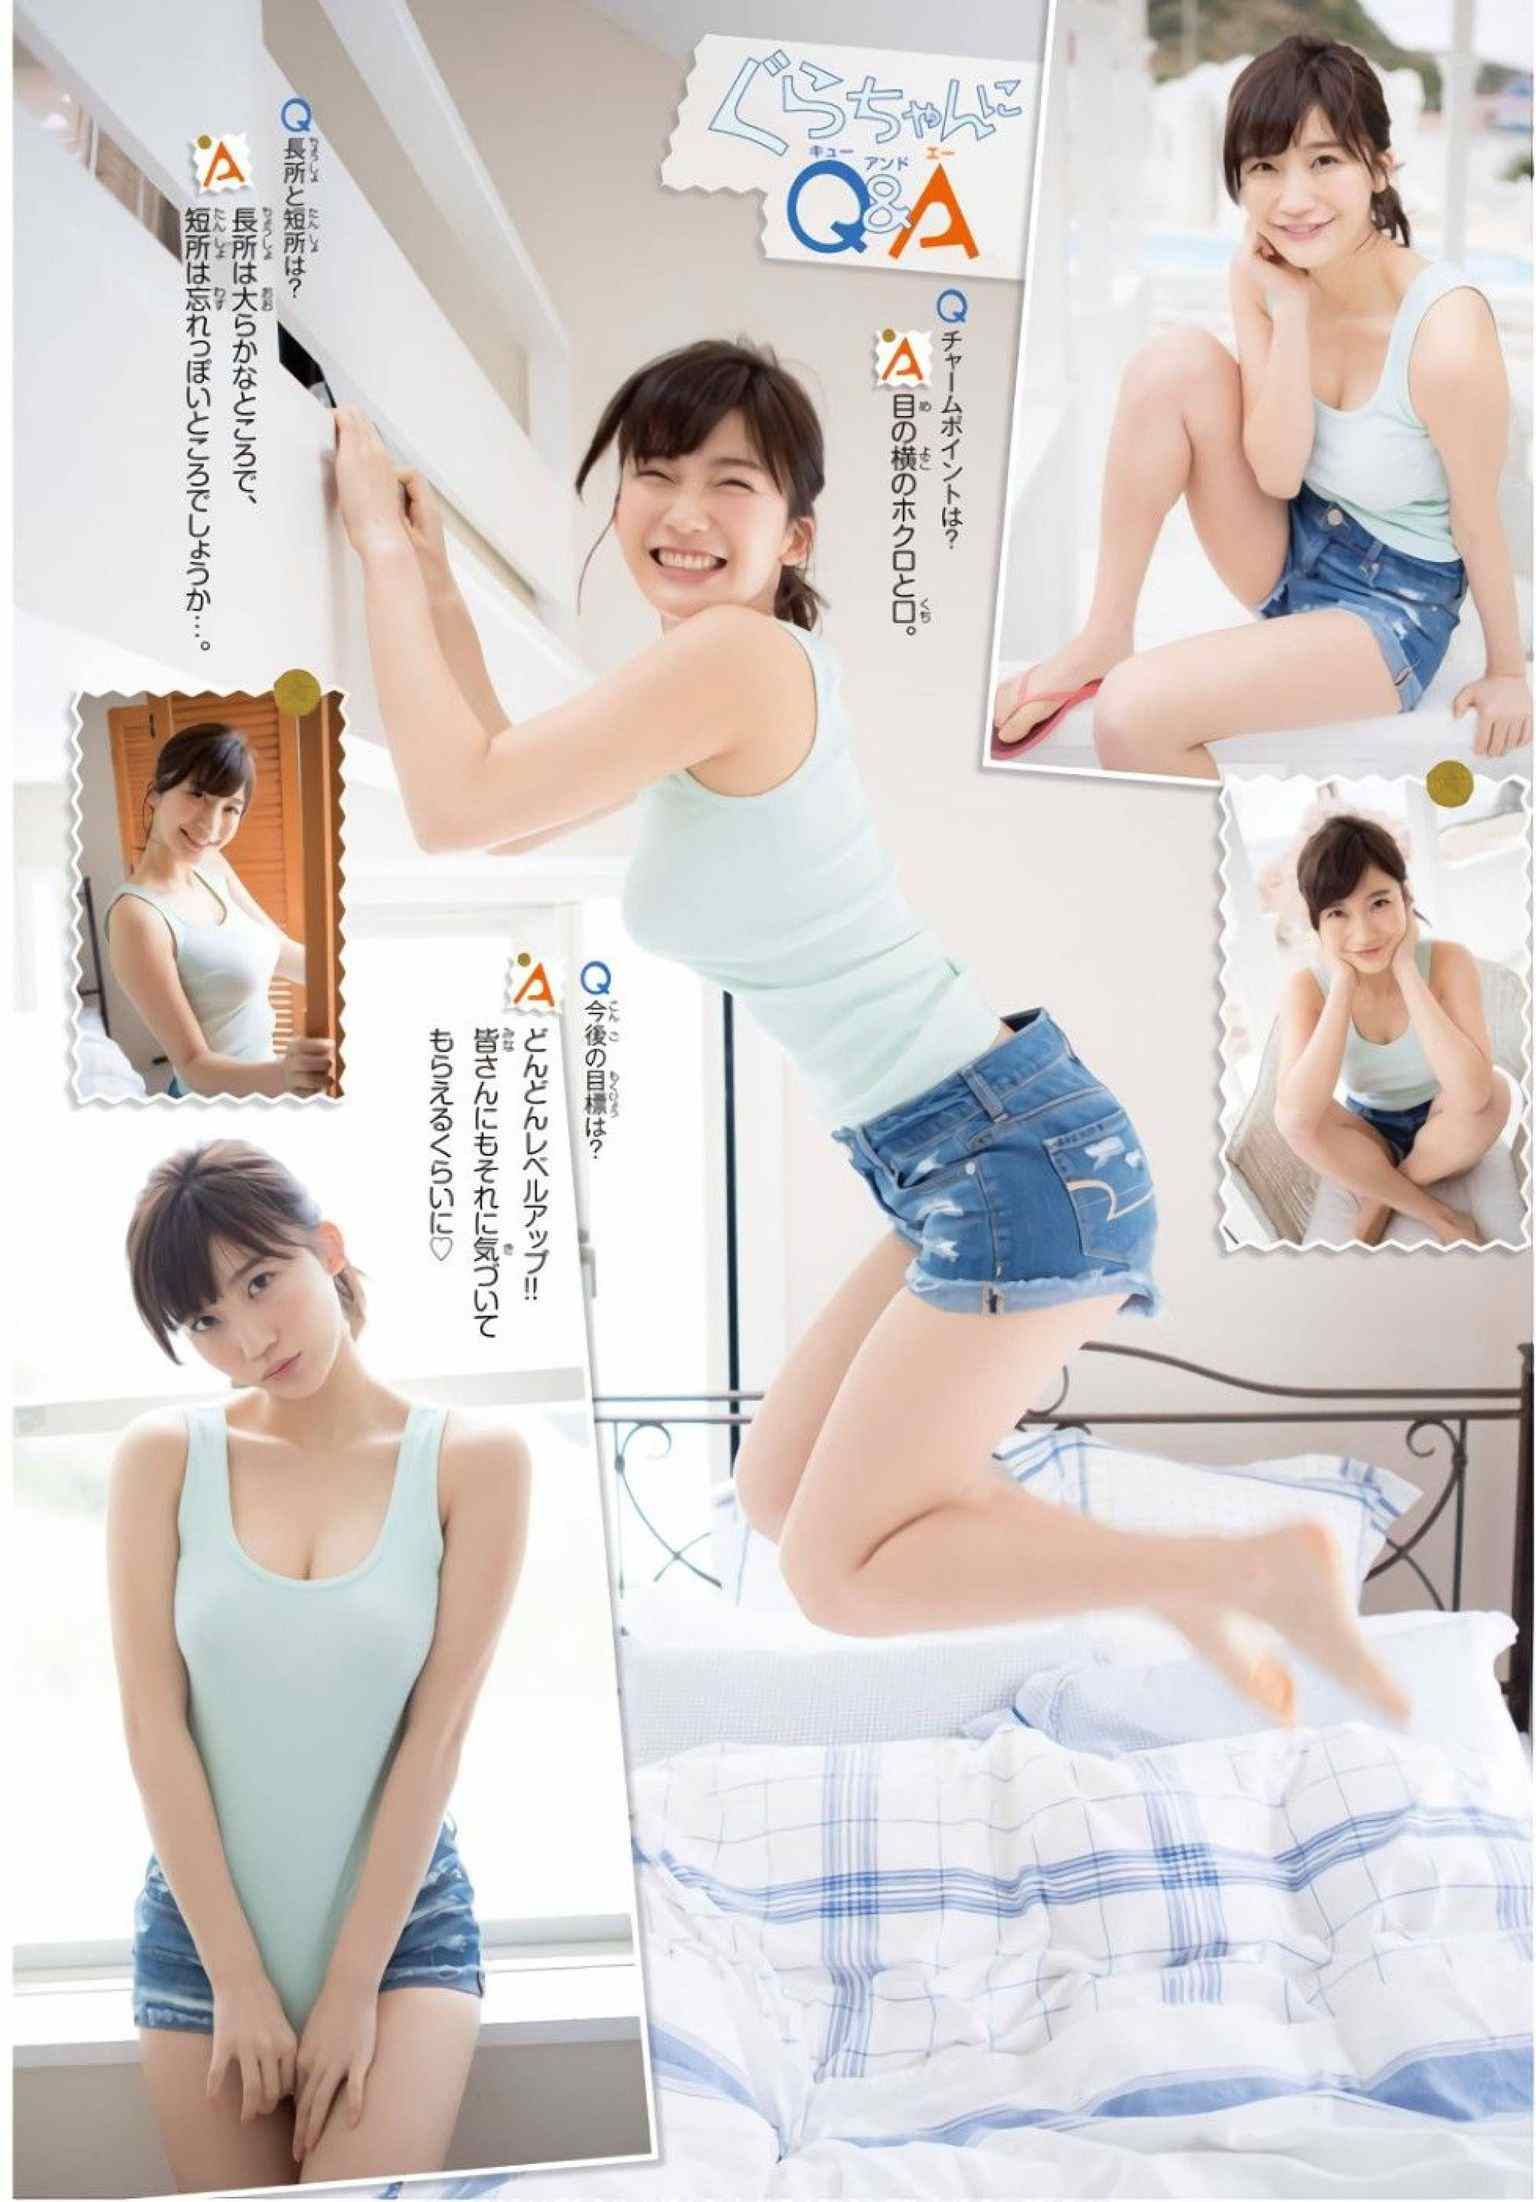 ぐらちゃんに
キューアンドエー
Q&A
Q チャームポイントは?
A 目の横のホクロと口。
Q 長所と短所は?
A 長所は大らかなところで、
短所は忘れっぽいところでしょうか…。
Q 今後の目標は?
A どんどんレベルアップ!!
皆さんにもそれに気づいて
もらえるくらいに♡